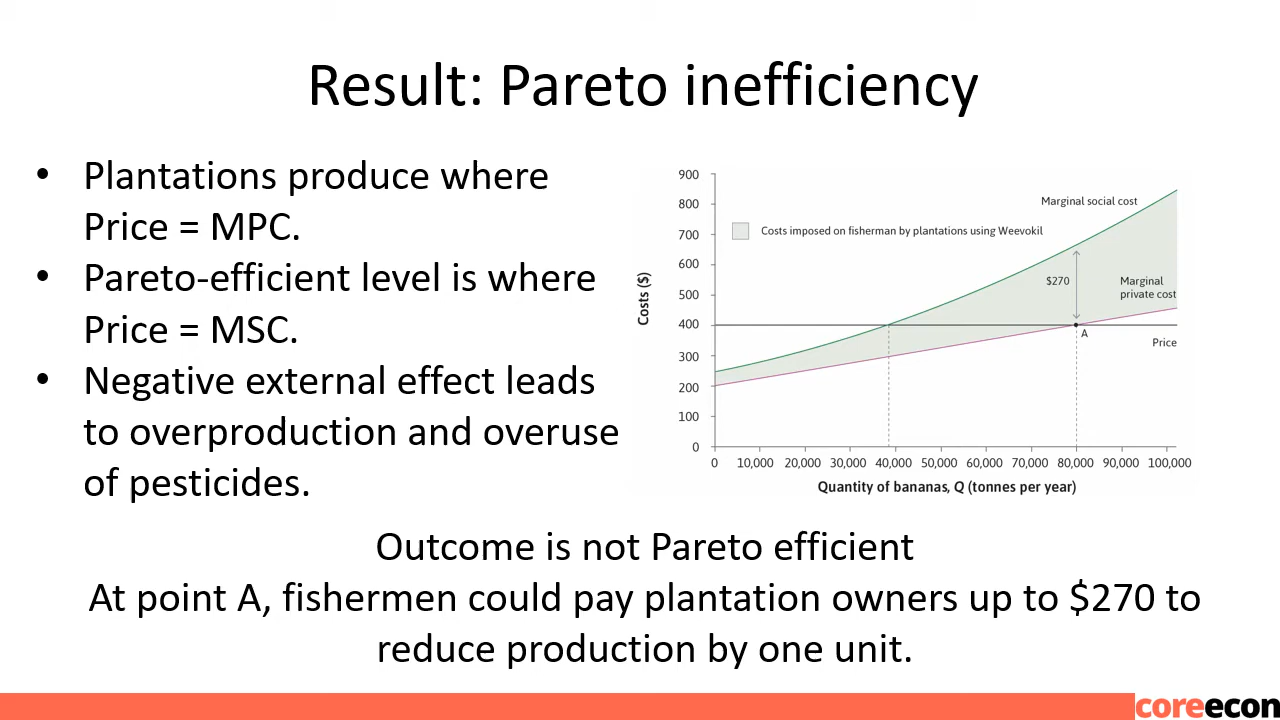 Result: Pareto inefficiency
• Plantations produce where
Price = MPC.
• Pareto-efficient level is where
Price = MSC.
• Negative external effect leads
to overproduction and overuse
of pesticides.
900
800
700
600
500
400
300
200
100
0
Costs ($)
Marginal social cost
Costs imposed on fisherman by plantations using Weevokil
$270
Marginal
private cost
A
Price
0 10,000 20,000 30,000 40,000 50,000 60,000 70,000 80,000 90,000 100,000
Quantity of bananas, Q (tonnes per year)
Outcome is not Pareto efficient
At point A, fishermen could pay plantation owners up to $270 to
reduce production by one unit.
coreecon